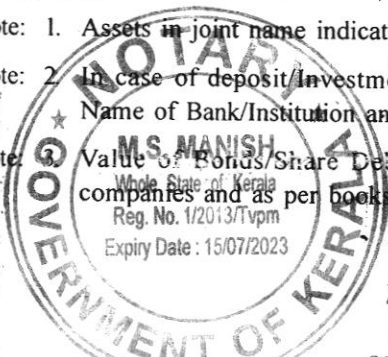 ote: 1. Assets in joint name indicat
ote: 2. In case of deposit/Investme
Name of Bank/Institution an
ote 3. Value of Bonds/Share De
companies and as per books
NOTARY
GOVERNMENT OF KERALA
M.S. MANISH
Whole State of Kerala
Reg. No. 1/2013/Tvpm
Expiry Date : 15/07/2023